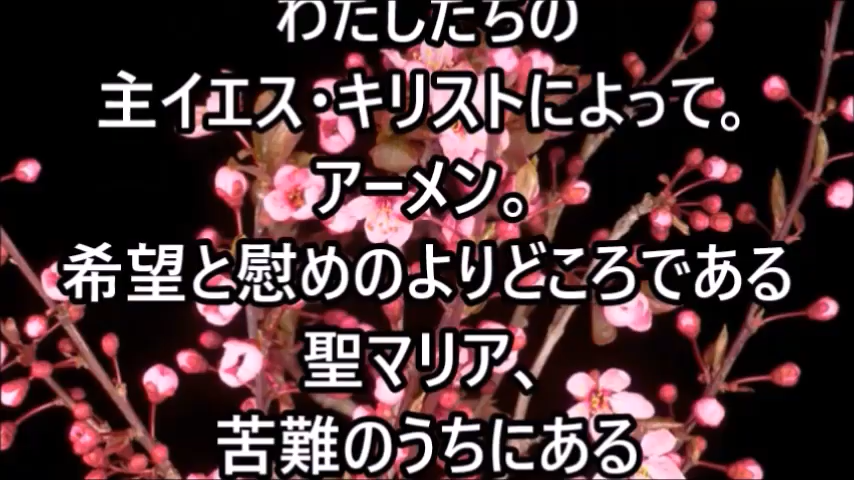 わたしたちの
主イエス・キリストによって。
アーメン。
希望と慰めのよりどころである
聖マリア、
苦難のうちにある